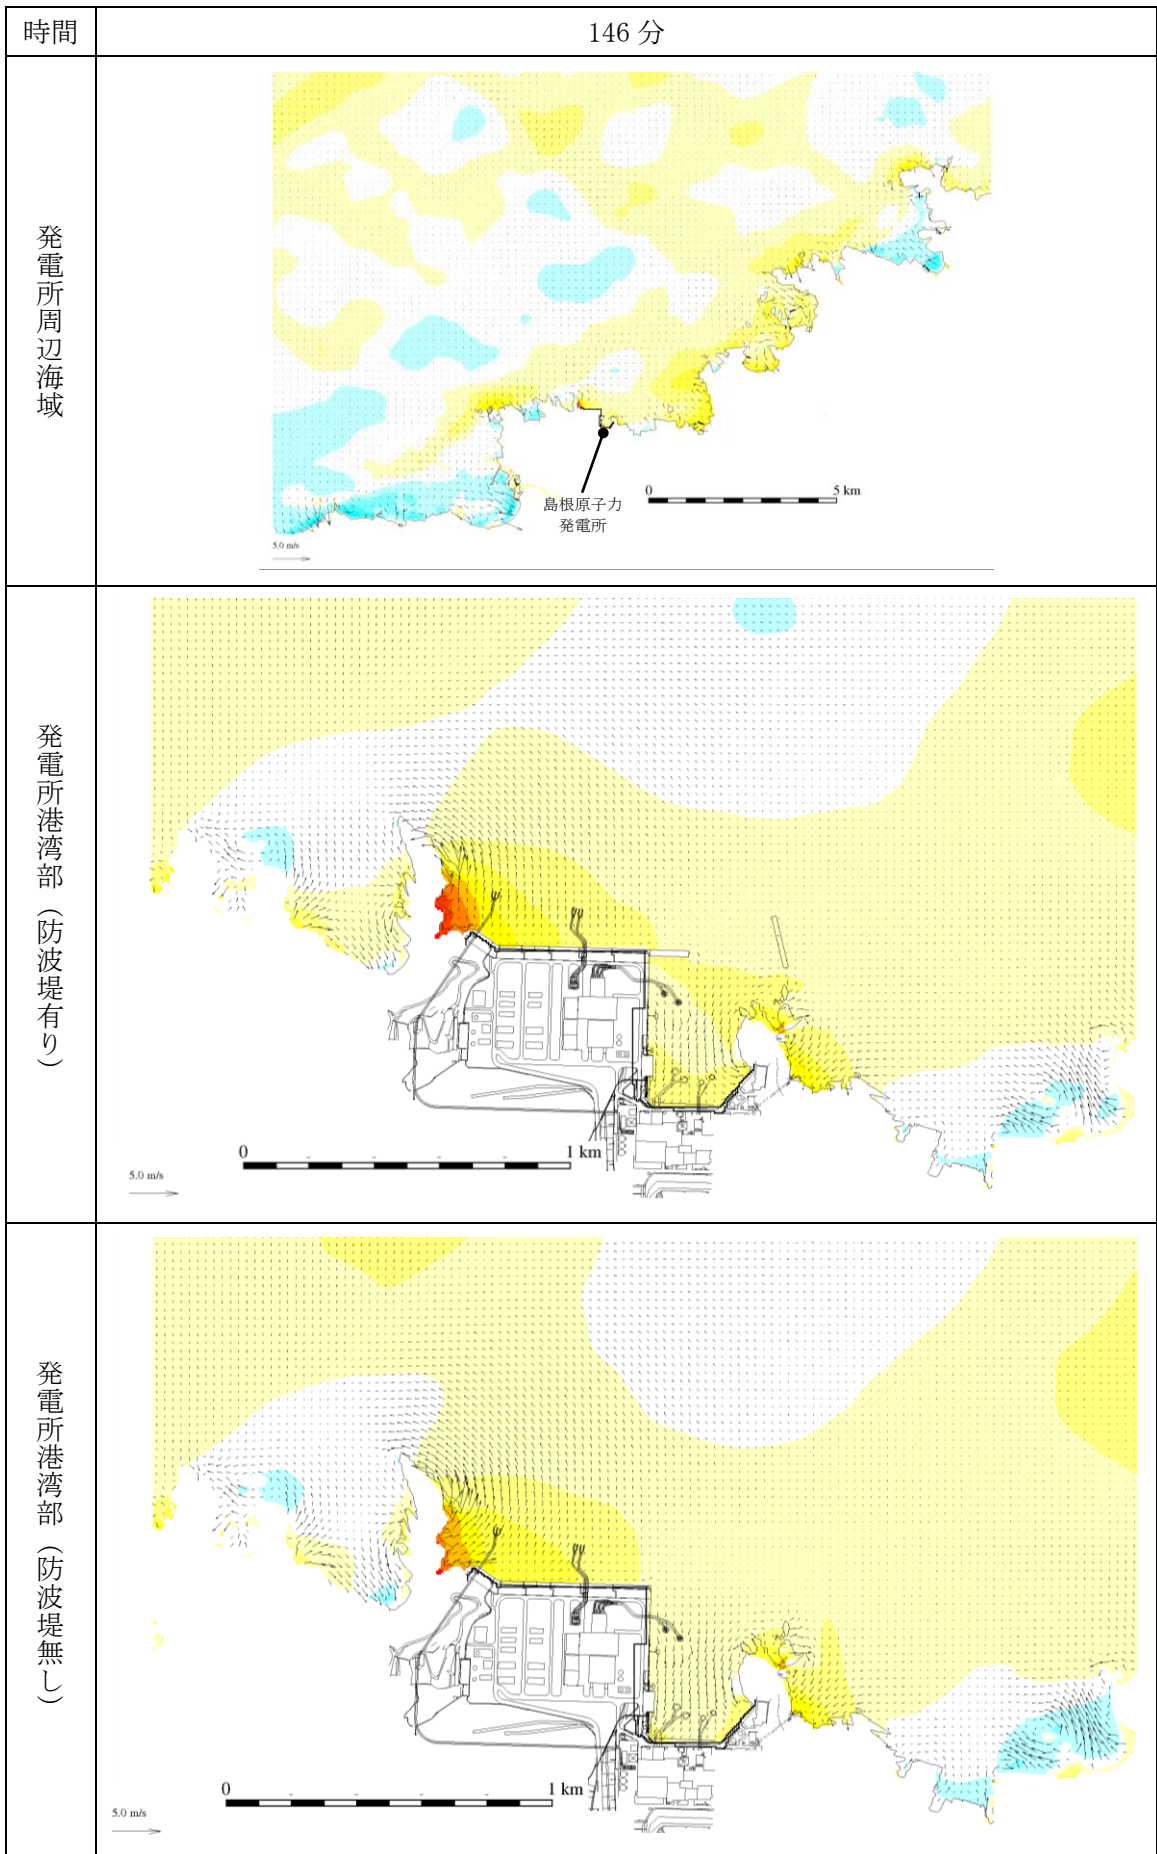 時間
146 分
発電所周辺海域
島根原子力
発電所
0
5 km
5.0 m/s
発電所港湾部（防波堤有り）
0
1 km
5.0 m/s
発電所港湾部（防波堤無し）
0
1 km
5.0 m/s